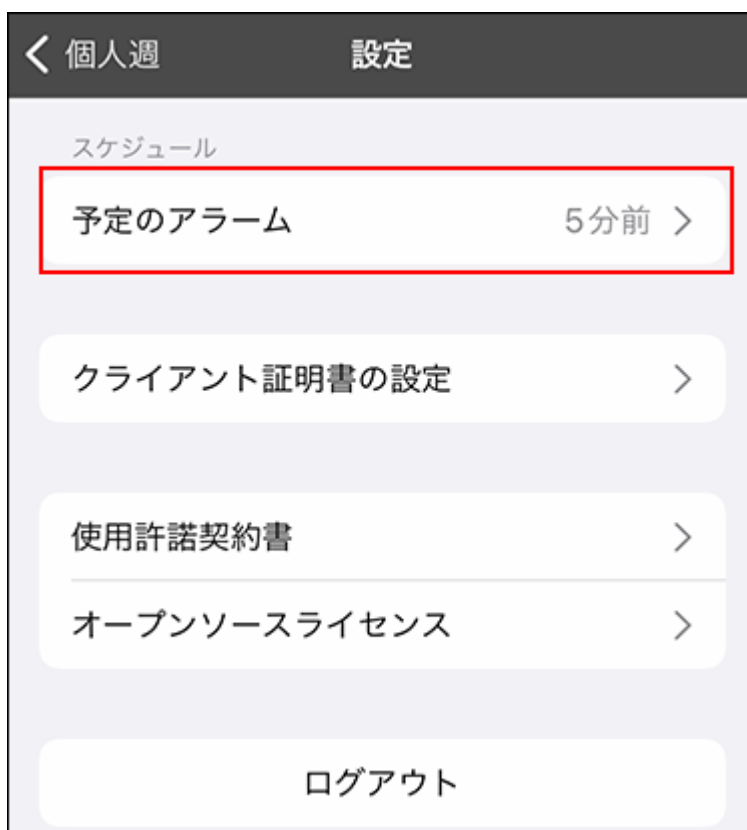 個人週
設定
スケジュール
予定のアラーム 5分前
クライアント証明書の設定
使用許諾契約書
オープンソースライセンス
ログアウト